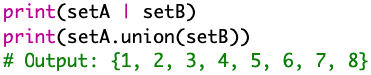 print(setA | setB)
print(setA.union(setB))
# Output: {1, 2, 3, 4, 5, 6, 7, 8}